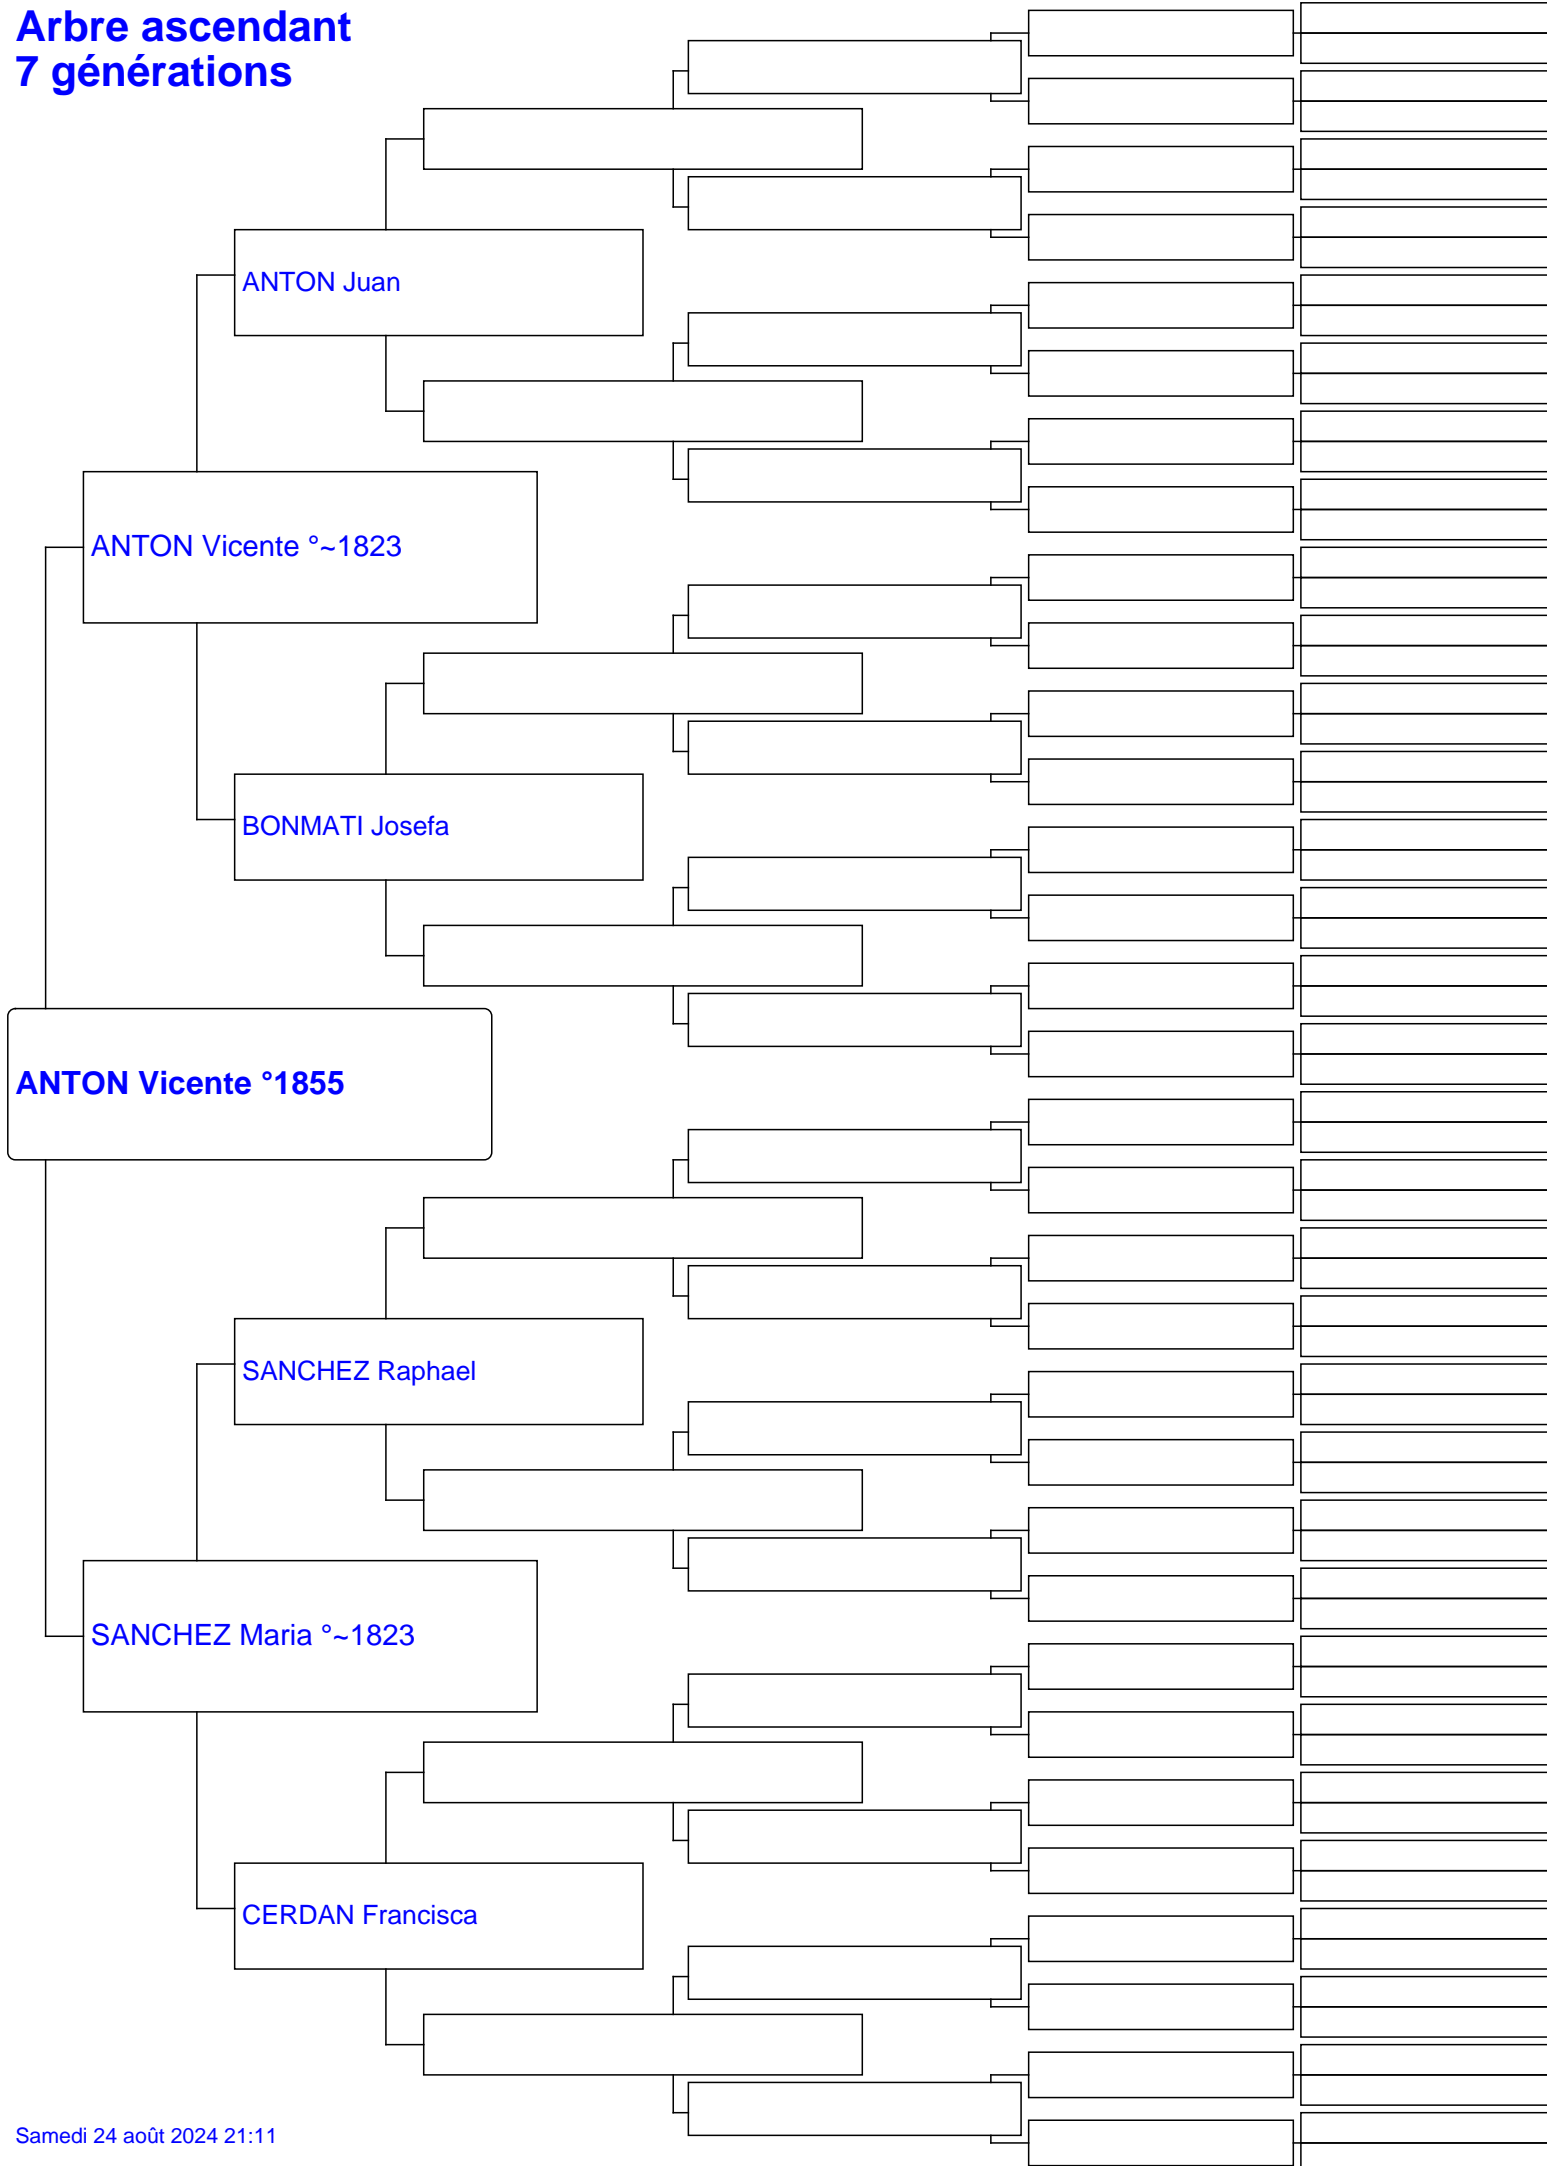 Arbre ascendant
7 générations
ANTON Juan
ANTON Vicente °~1823
BONMATI Josefa
ANTON Vicente °1855
SANCHEZ Raphael
SANCHEZ Maria °~1823
CERDAN Francisca
Samedi 24 août 2024 21:11